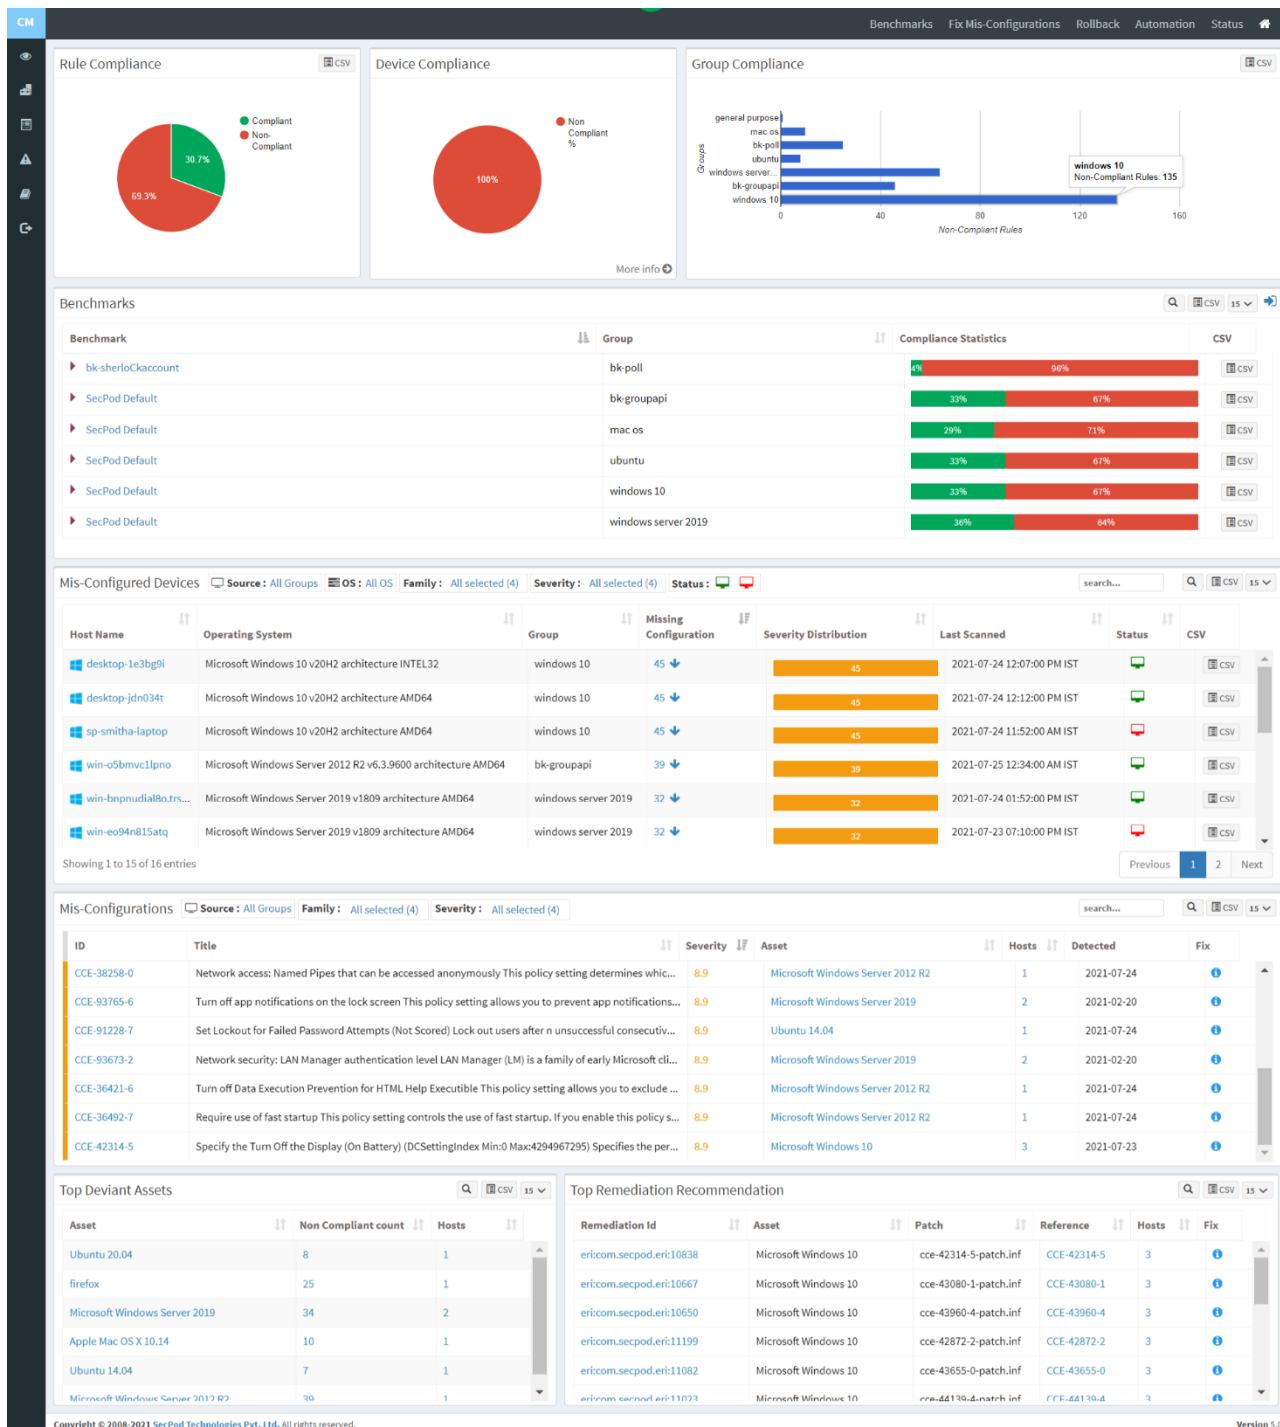 CM
Benchmarks Fix Mis-Configurations Rollback Automation Status
Rule Compliance CSV
Compliant
Non-Compliant
30.7%
69.3%
Device Compliance
Non Compliant %
100%
More info
Group Compliance CSV
Groups
general purpose
mac os
bk-poll
ubuntu
windows server...
bk-groupapi
windows 10
windows 10
Non-Compliant Rules: 135
0 40 80 120 160
Non-Compliant Rules
Benchmarks CSV 15
Benchmark Group Compliance Statistics CSV
bk-sherloCkaccount bk-poll 4% 96% CSV
SecPod Default bk-groupapi 33% 67% CSV
SecPod Default mac os 29% 71% CSV
SecPod Default ubuntu 33% 67% CSV
SecPod Default windows 10 33% 67% CSV
SecPod Default windows server 2019 36% 64% CSV
Mis-Configured Devices Source : All Groups OS : All OS Family : All selected (4) Severity : All selected (4) Status : search... CSV 15
Host Name Operating System Group Missing Configuration Severity Distribution Last Scanned Status CSV
desktop-1e3bg9i Microsoft Windows 10 v20H2 architecture INTEL32 windows 10 45 45 2021-07-24 12:07:00 PM IST CSV
desktop-jdn034t Microsoft Windows 10 v20H2 architecture AMD64 windows 10 45 45 2021-07-24 12:12:00 PM IST CSV
sp-smitha-laptop Microsoft Windows 10 v20H2 architecture AMD64 windows 10 45 45 2021-07-24 11:52:00 AM IST CSV
win-o5bmvc1lpno Microsoft Windows Server 2012 R2 v6.3.9600 architecture AMD64 bk-groupapi 39 39 2021-07-25 12:34:00 AM IST CSV
win-bnpnudial8o.trs... Microsoft Windows Server 2019 v1809 architecture AMD64 windows server 2019 32 32 2021-07-24 01:52:00 PM IST CSV
win-eo94n815atq Microsoft Windows Server 2019 v1809 architecture AMD64 windows server 2019 32 32 2021-07-23 07:10:00 PM IST CSV
Showing 1 to 15 of 16 entries Previous 1 2 Next
Mis-Configurations Source : All Groups Family : All selected (4) Severity : All selected (4) search... CSV 15
ID Title Severity Asset Hosts Detected Fix
CCE-38258-0 Network access: Named Pipes that can be accessed anonymously This policy setting determines whic... 8.9 Microsoft Windows Server 2012 R2 1 2021-07-24
CCE-93765-6 Turn off app notifications on the lock screen This policy setting allows you to prevent app notifications... 8.9 Microsoft Windows Server 2019 2 2021-02-20
CCE-91228-7 Set Lockout for Failed Password Attempts (Not Scored) Lock out users after n unsuccessful consecutiv... 8.9 Ubuntu 14.04 1 2021-07-24
CCE-93673-2 Network security: LAN Manager authentication level LAN Manager (LM) is a family of early Microsoft cli... 8.9 Microsoft Windows Server 2019 2 2021-02-20
CCE-36421-6 Turn off Data Execution Prevention for HTML Help Executible This policy setting allows you to exclude ... 8.9 Microsoft Windows Server 2012 R2 1 2021-07-24
CCE-36492-7 Require use of fast startup This policy setting controls the use of fast startup. If you enable this policy s... 8.9 Microsoft Windows Server 2012 R2 1 2021-07-24
CCE-42314-5 Specify the Turn Off the Display (On Battery) (DCSettingIndex Min:0 Max:4294967295) Specifies the per... 8.9 Microsoft Windows 10 3 2021-07-23
Top Deviant Assets CSV 15
Asset Non Compliant count Hosts
Ubuntu 20.04 8 1
firefox 25 1
Microsoft Windows Server 2019 34 2
Apple Mac OS X 10.14 10 1
Ubuntu 14.04 7 1
Microsoft Windows Server 2012 R2 39 1
Top Remediation Recommendation CSV 15
Remediation Id Asset Patch Reference Hosts Fix
eri:com.secpod.eri:10838 Microsoft Windows 10 cce-42314-5-patch.inf CCE-42314-5 3
eri:com.secpod.eri:10667 Microsoft Windows 10 cce-43080-1-patch.inf CCE-43080-1 3
eri:com.secpod.eri:10650 Microsoft Windows 10 cce-43960-4-patch.inf CCE-43960-4 3
eri:com.secpod.eri:11199 Microsoft Windows 10 cce-42872-2-patch.inf CCE-42872-2 3
eri:com.secpod.eri:11082 Microsoft Windows 10 cce-43655-0-patch.inf CCE-43655-0 3
eri:com.secpod.eri:11023 Microsoft Windows 10 cce-44139-4-patch.inf CCE-44139-4 3
Copyright © 2008-2021 SecPod Technologies Pvt. Ltd. All rights reserved. Version 5.0